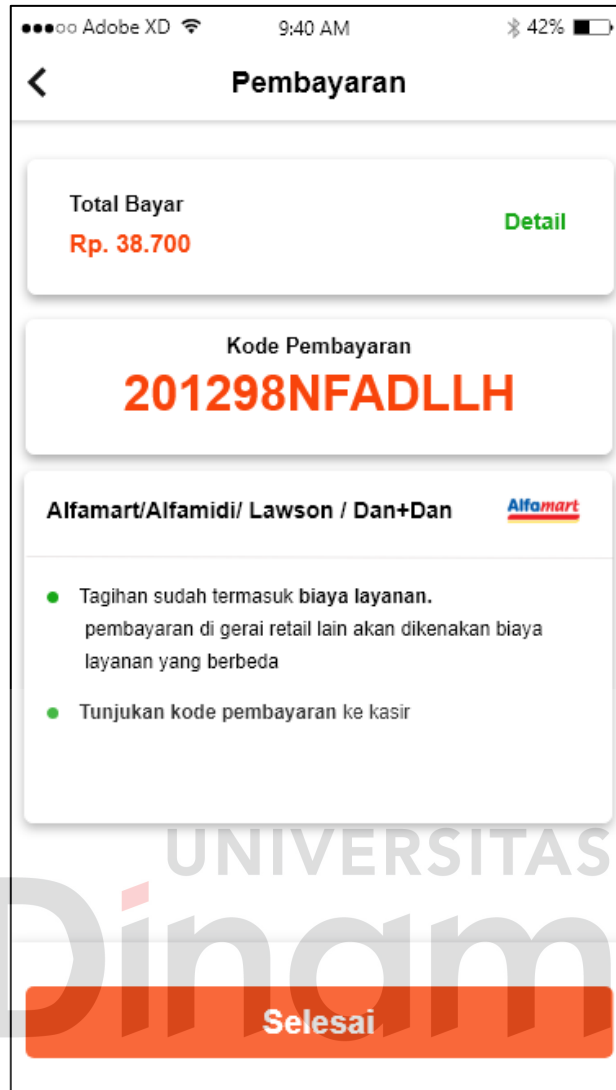 Adobe XD 9:40 AM 42%
Pembayaran
Total Bayar
Detail
Rp. 38.700
Kode Pembayaran
201298NFADLLH
Alfamart/Alfamidi/ Lawson / Dan+Dan Alfamart
Tagihan sudah termasuk biaya layanan.
pembayaran di gerai retail lain akan dikenakan biaya
layanan yang berbeda
Tunjukan kode pembayaran ke kasir
UNIVERSITAS
Dinam
Selesai